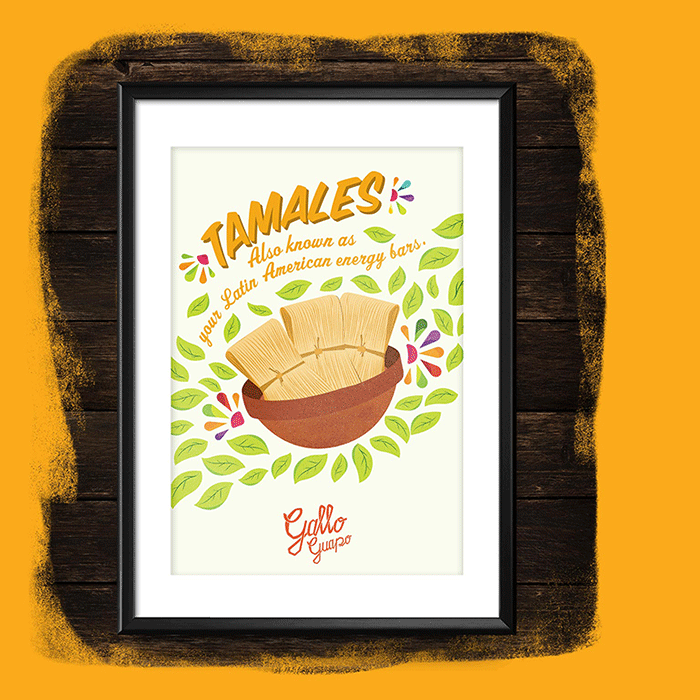 TAMALES
Also known as
your Latin American energy bars.
Gallo
Guapo